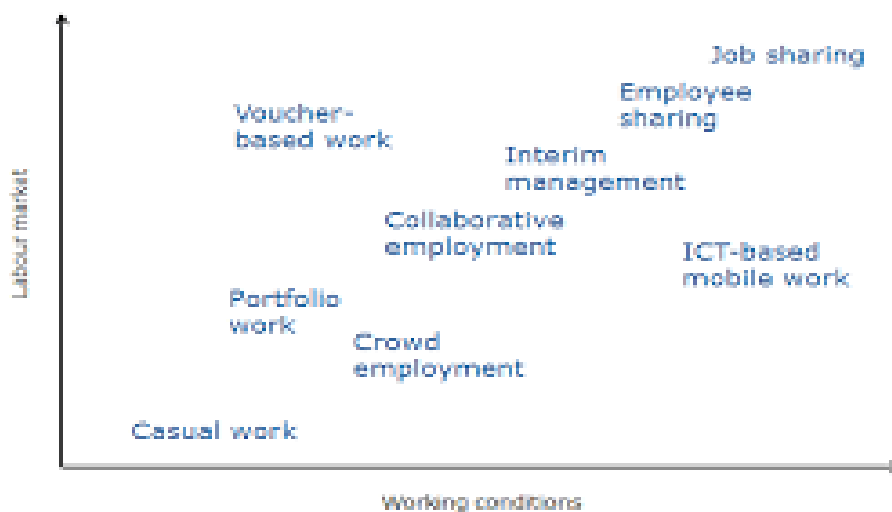 Job sharing
Employee
sharing
Voucher-
based work
Interim
management
Collaborative
employment
ICT-based
mobile work
Portfolio
work
Crowd
employment
Casual work
Labour market
Working conditions